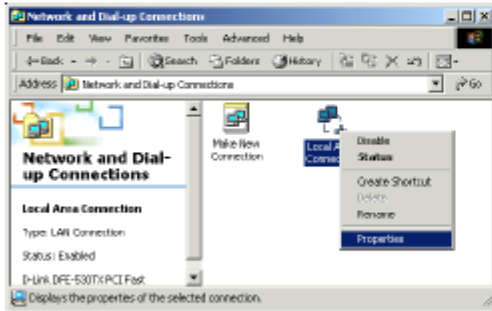 Network and Dial-up Connections
File Edit View Favorites Tools Advanced Help
Back Search Folders History
Address Network and Dial-up Connections Go
Network and Dial-
up Connections
Local Area Connection
Type: LAN Connection
Status: Enabled
D-Link DFE-530TX PCI Fast
Make New
Connection
Local A
Connec
Disable
Status
Create Shortcut
Delete
Rename
Properties
Displays the properties of the selected connection.